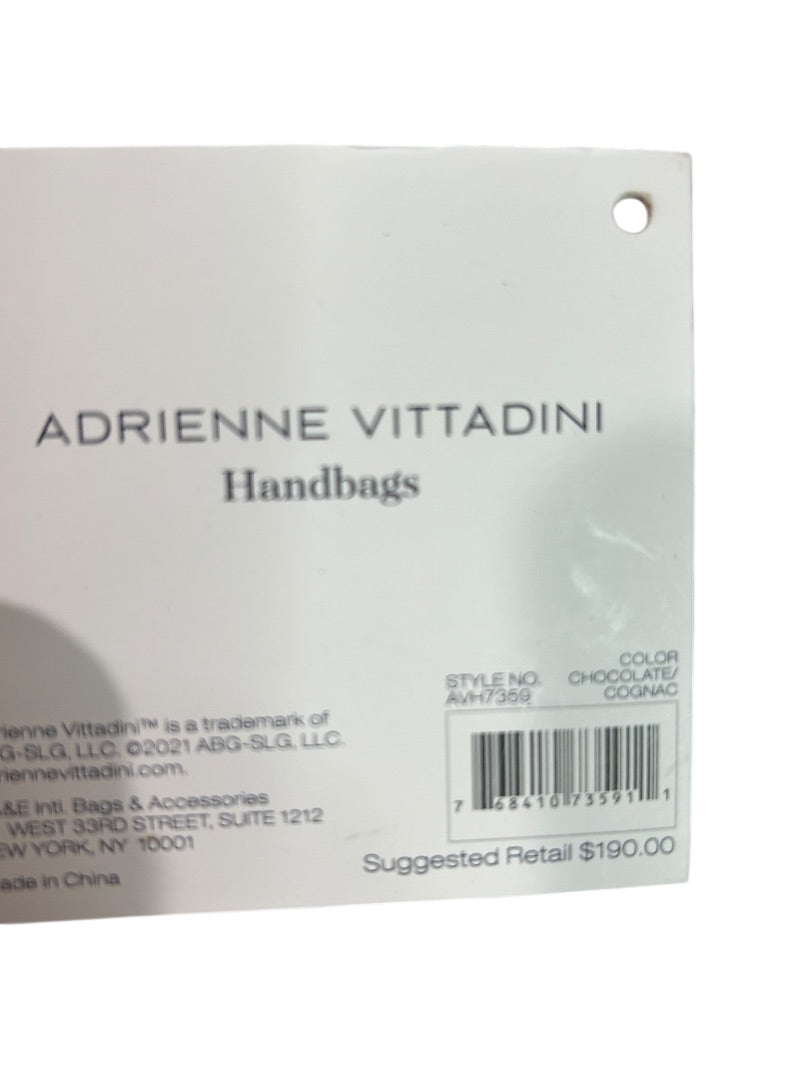 ADRIENNE VITTADINI
Handbags
COLOR
STYLE NO. CHOCOLATE/
AVH7359 COGNAC
7 68410 73591 1
Suggested Retail $190.00
rienne Vittadini™ is a trademark of
G-SLG, LLC. ©2021 ABG-SLG, LLC.
riennevittadini.com.
&E Intl. Bags & Accessories
WEST 33RD STREET, SUITE 1212
EW YORK, NY 10001
ade in China